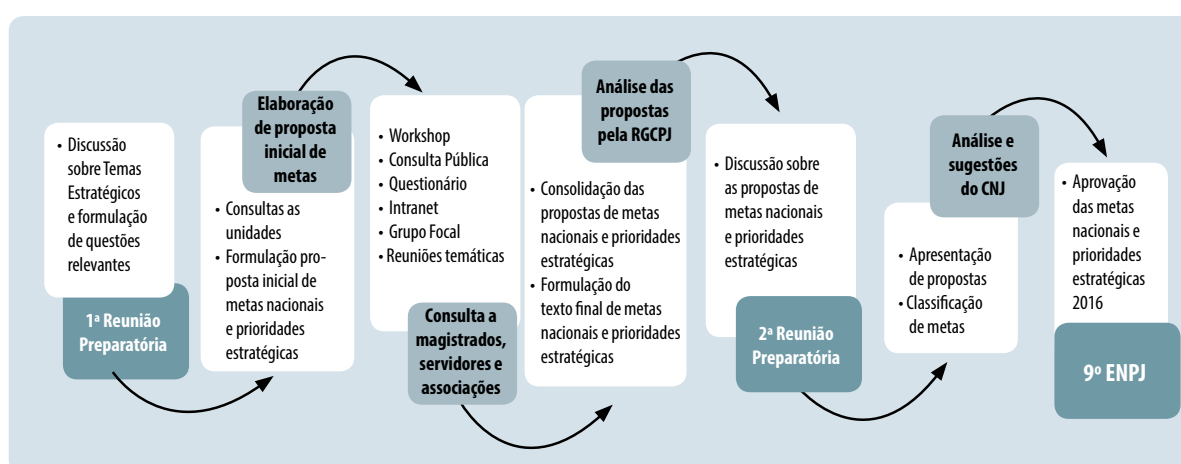 • Discussão
sobre Temas
Estratégicos
e formulação
de questões
relevantes
1ª Reunião
Preparatória
Elaboração
de proposta
inicial de
metas
• Consultas as
unidades
• Formulação pro-
posta inicial de
metas nacionais
e prioridades
estratégicas
• Workshop
• Consulta Pública
• Questionário
• Intranet
• Grupo Focal
• Reuniões temáticas
Consulta a
magistrados,
servidores e
associações
Análise das
propostas
pela RGCPJ
• Consolidação das
propostas de metas
nacionais e prioridades
estratégicas
• Formulação do
texto final de metas
nacionais e prioridades
estratégicas
• Discussão sobre
as propostas de
metas nacionais
e prioridades
estratégicas
2ª Reunião
Preparatória
Análise e
sugestões
do CNJ
• Apresentação
de propostas
• Classificação
de metas
• Aprovação
das metas
nacionais e
prioridades
estratégicas
2016
9º ENPJ